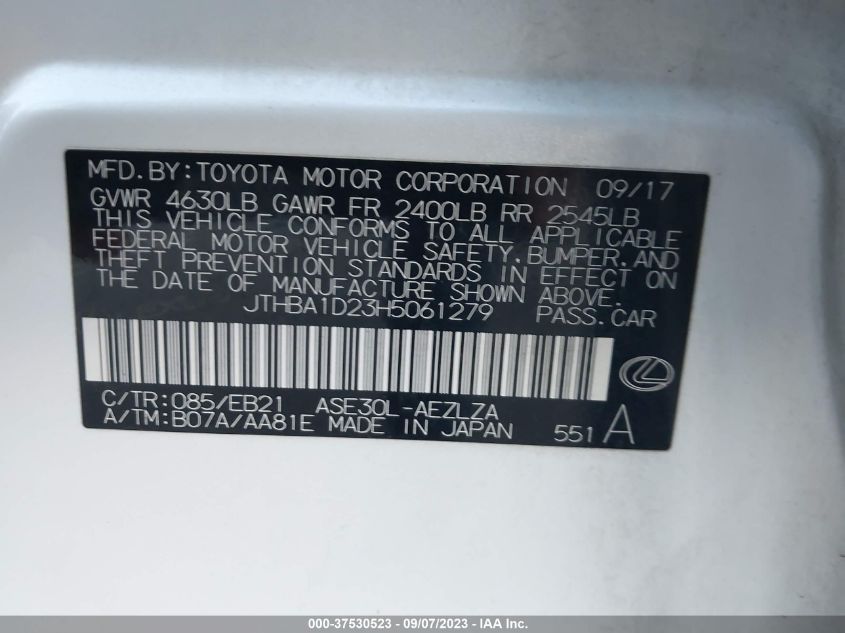 MFD.BY:TOYOTA MOTOR CORPORATION 09/17
GVWR 4630LB GAWR FR 2400LB RR 2545LB
THIS VEHICLE CONFORMS TO ALL APPLICABLE
FEDERAL MOTOR VEHICLE SAFETY,BUMPER,AND
THEFT PREVENTION STANDARDS IN EFFECT ON
THE DATE OF MANUFACTURE SHOWN ABOVE.
JTHBA1D23H5061279 PASS.CAR
C/TR:085/EB21 ASE30L-AEZLZA
A/TM:B07A/AA81E MADE IN JAPAN 551A
000-37530523 - 09/07/2023 - IAA Inc.